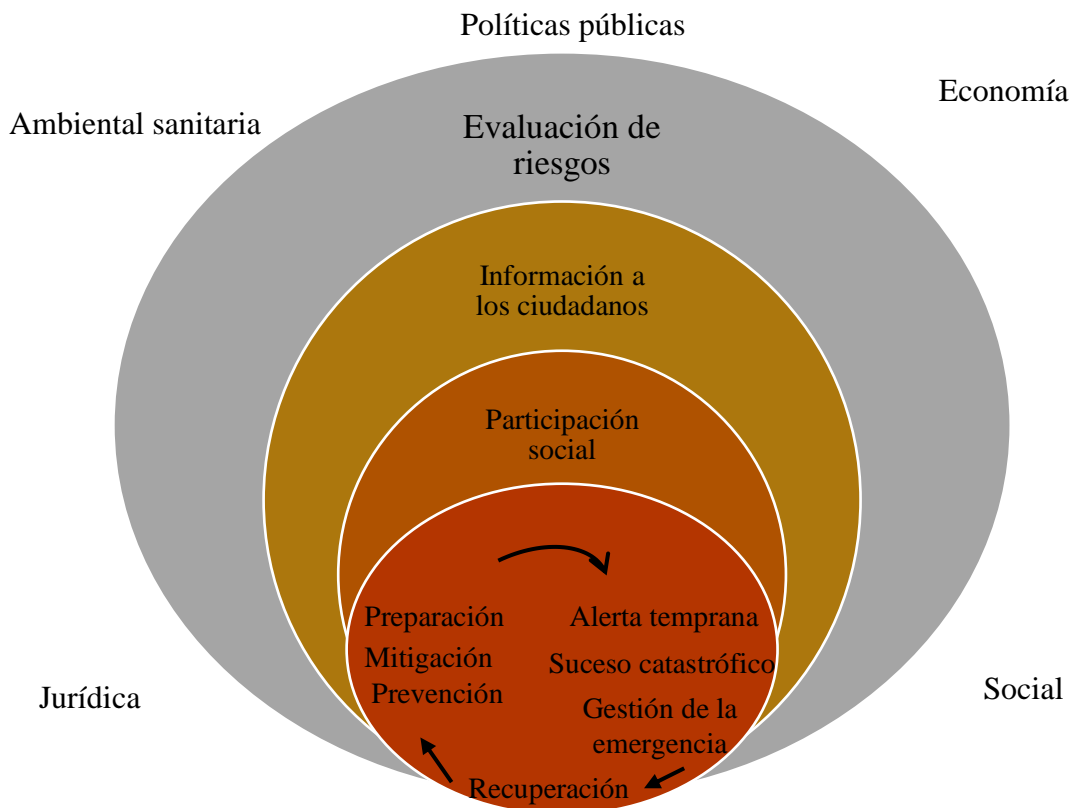 Políticas públicas
Economía
Ambiental sanitaria
Evaluación de
riesgos
Información a
los ciudadanos
Participación
social
Preparación
Mitigación
Prevención
Alerta temprana
Suceso catastrófico
Gestión de la
emergencia
Recuperación
Jurídica
Social